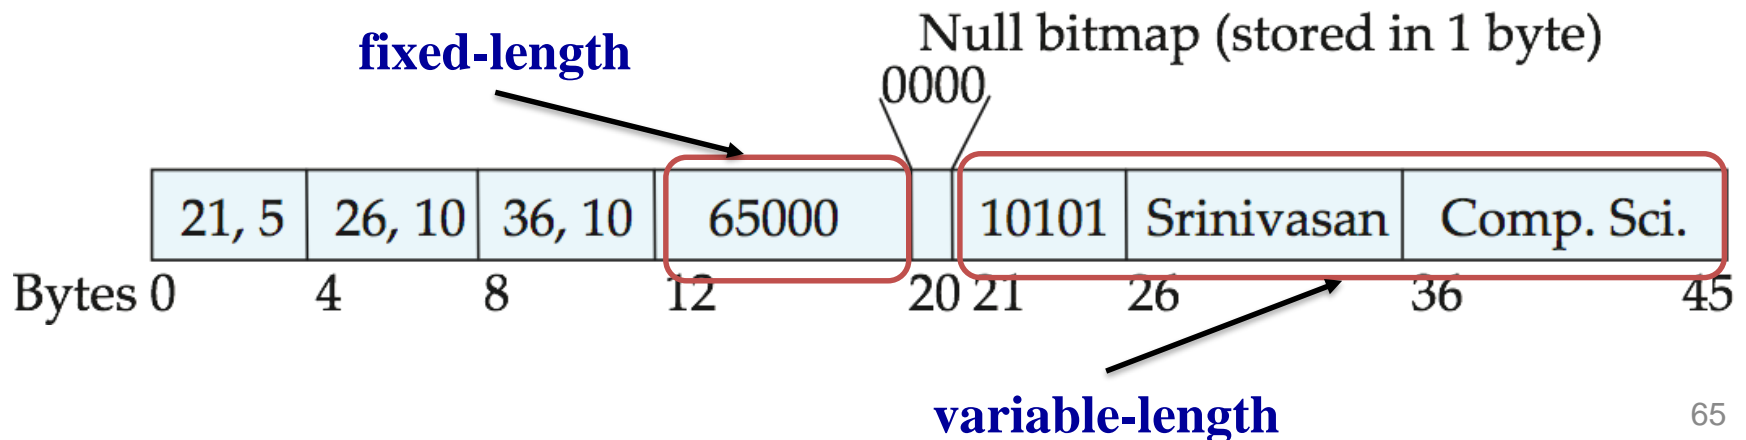 fixed-length
Null bitmap (stored in 1 byte)
0000
21, 5 26, 10 36, 10 65000 10101 Srinivasan Comp. Sci.
Bytes 0 4 8 12 20 21 26 36 45
variable-length
65